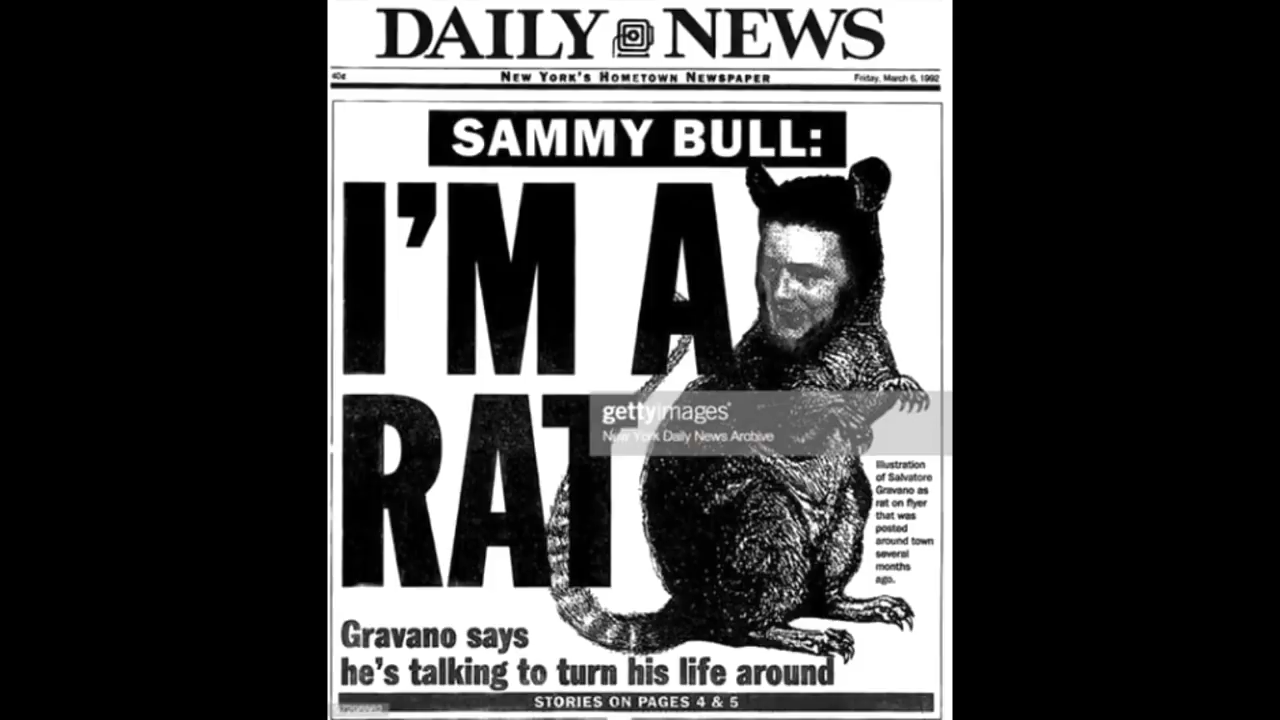 DAILY NEWS
40¢
NEW YORK'S HOMETOWN NEWSPAPER
Friday, March 6, 1992
SAMMY BULL:
I'M A
RAT
gettyimages®
New York Daily News Archive
Illustration
of Salvatore
Gravano as
rat on flyer
that was
posted
around town
several
months
ago.
Gravano says
he's talking to turn his life around
STORIES ON PAGES 4 & 5